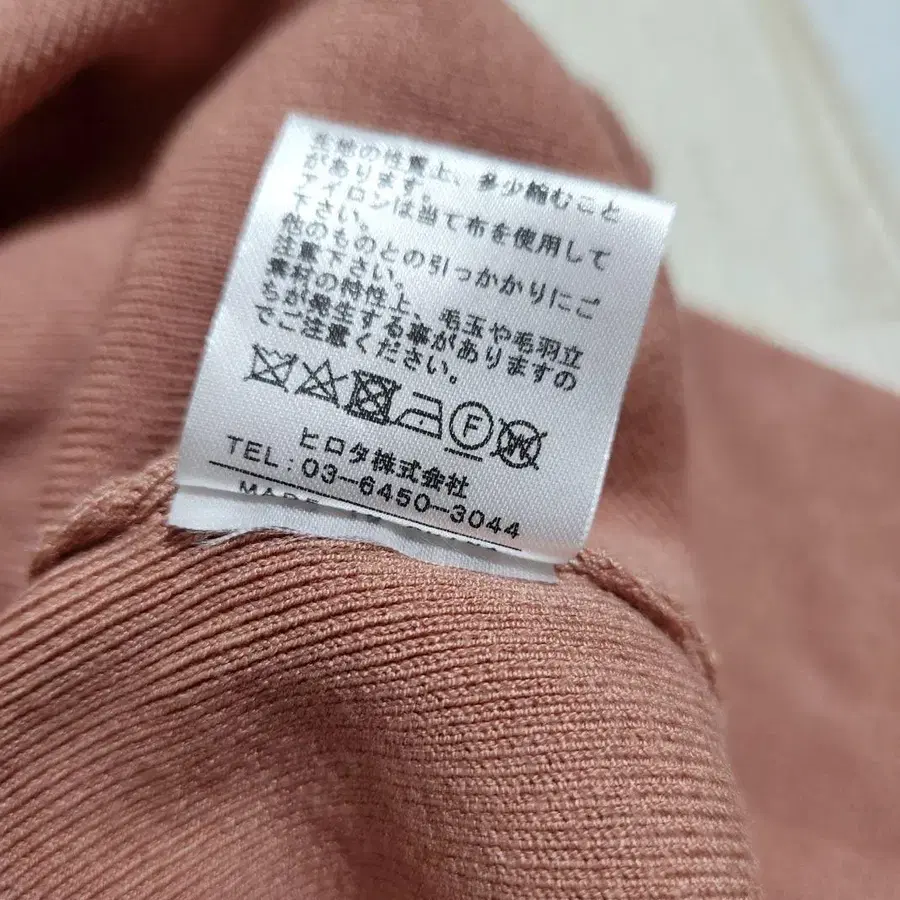 生地の性質上、多少縮むこと
があります。
アイロンは当て布を使用して
下さい。
他のものとの引っかかりにご
注意下さい。
素材の特性上、毛玉や毛羽立
ちが発生する事がありますの
でご注意ください。
F
W
ヒロタ株式会社
TEL:03-6450-3044
MADE